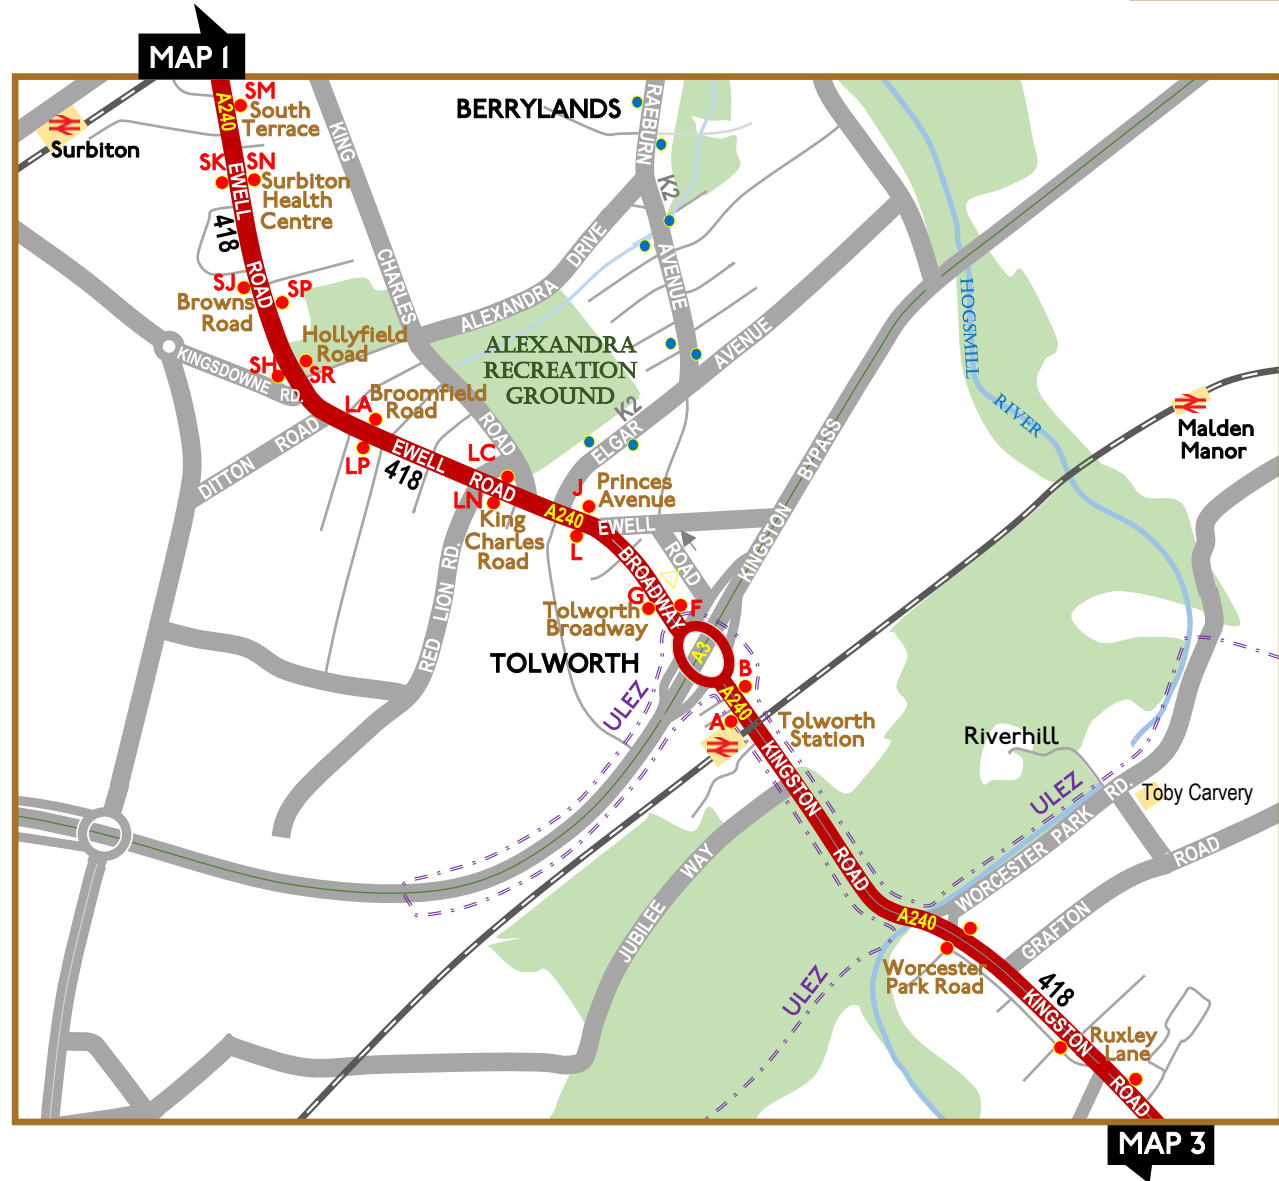 MAP 1
SM
South
Terrace
A240
BERRYLANDS
RAEBURN
KING
Surbiton
SK
SN
Surbiton
Health
Centre
EWELL
K2
418
CHARLES
DRIVE
AVENUE
ROAD
SJ
SP
Browns
Road
ALEXANDRA
HOGSMILL
Hollyfield
Road
ALEXANDRA
RECREATION
GROUND
AVENUE
KINGSDOWNE RD.
SH
SR
Broomfield
Road
LA
K2
RIVER
Malden
Manor
DITTON ROAD
LP
EWELL
418
ROAD
ELGAR
BYPASS
LC
ROAD
LN
King
Charles
Road
J
Princes
Avenue
A240
L
EWELL
ROAD
KINGSTON
RED LION RD.
BROADWAY
G
F
Tolworth
Broadway
TOLWORTH
A3
B
A240
ULEZ
A
Tolworth
Station
Riverhill
KINGSTON
ROAD
ULEZ
Toby Carvery
WORCESTER PARK RD.
JUBILEE WAY
GRAFTON ROAD
A240
Worcester
Park Road
ULEZ
418
KINGSTON
ROAD
Ruxley
Lane
MAP 3